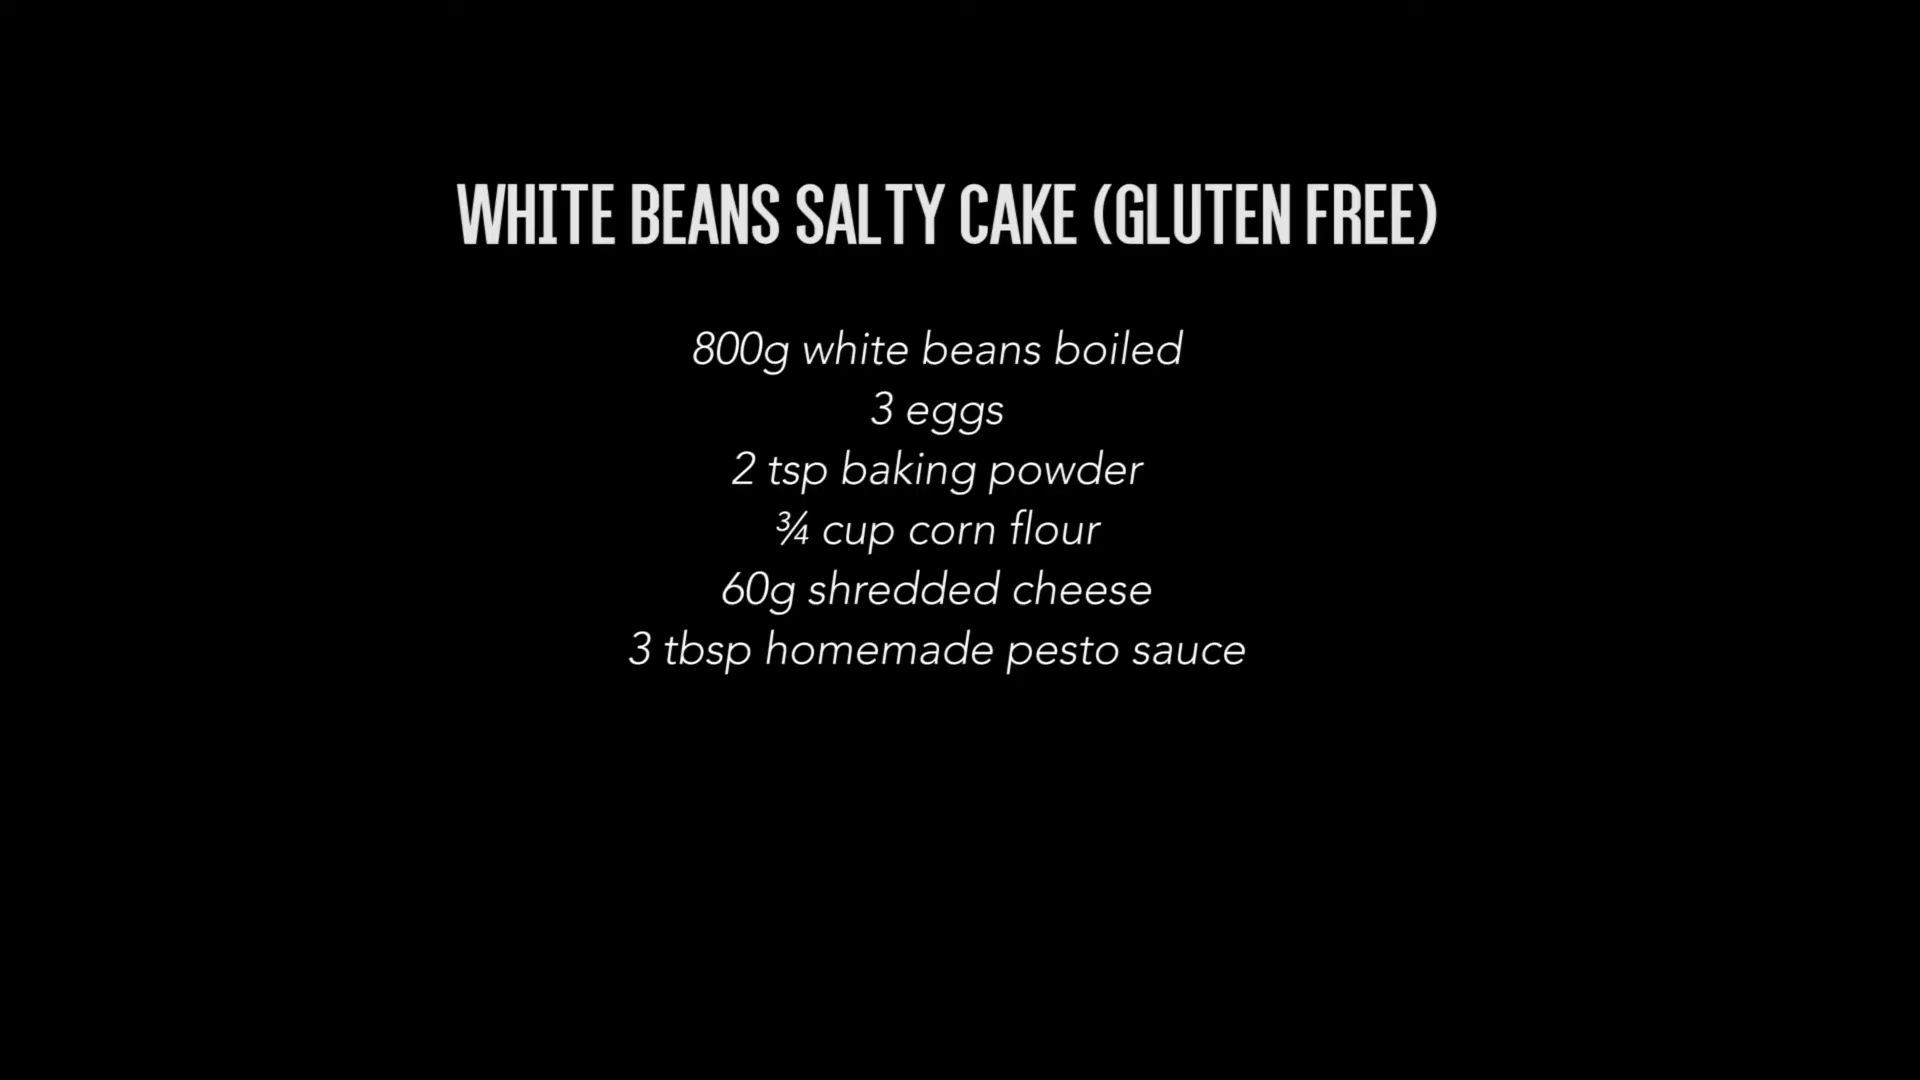 WHITE BEANS SALTY CAKE (GLUTEN FREE)
800g white beans boiled
3 eggs
2 tsp baking powder
¾ cup corn flour
60g shredded cheese
3 tbsp homemade pesto sauce